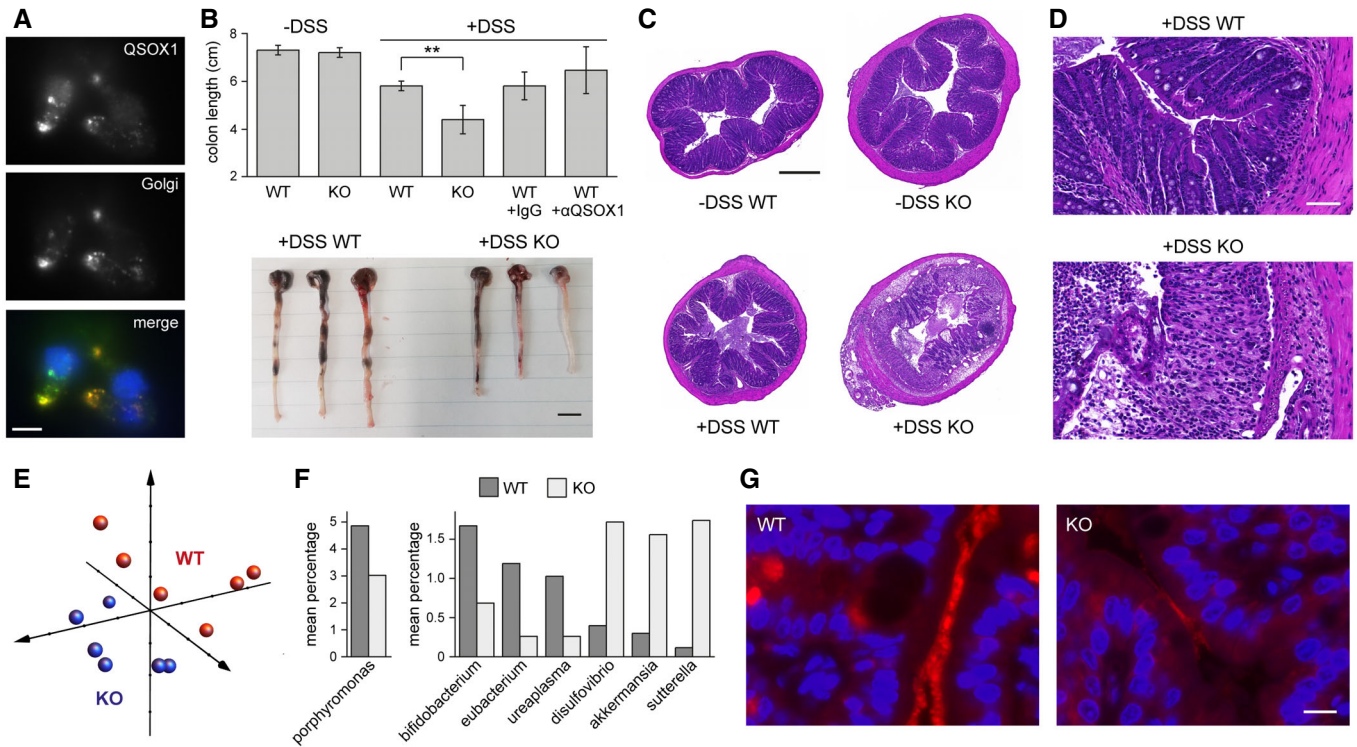 A
QSOX1
Golgi
merge
B
-DSS
+DSS
**
colon length (cm)
8
6
4
2
WT
KO
WT
KO
WT
+IgG
WT
+αQSOX1
+DSS WT
+DSS KO
C
-DSS WT
-DSS KO
+DSS WT
+DSS KO
D
+DSS WT
+DSS KO
E
WT
KO
F
WT
KO
mean percentage
5
4
3
2
1
0
porphyromonas
mean percentage
1.5
1.0
0.5
0
bifidobacterium
eubacterium
ureaplasma
disulfovibrio
akkermansia
sutterella
G
WT
KO